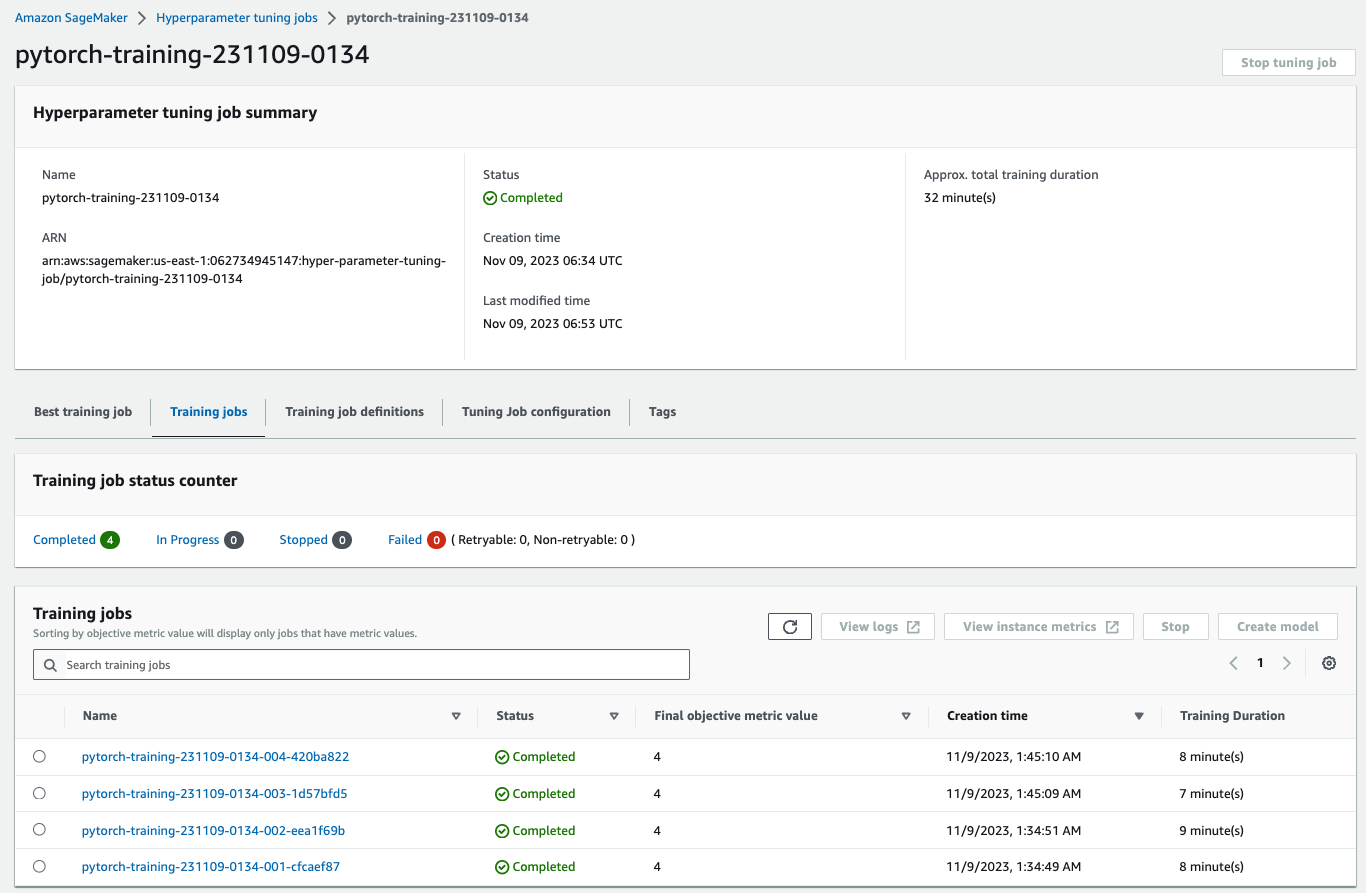 Amazon SageMaker > Hyperparameter tuning jobs > pytorch-training-231109-0134
pytorch-training-231109-0134
Stop tuning job
Hyperparameter tuning job summary
Name
pytorch-training-231109-0134
ARN
arn:aws:sagemaker:us-east-1:062734945147:hyper-parameter-tuning-
job/pytorch-training-231109-0134
Status
Completed
Creation time
Nov 09, 2023 06:34 UTC
Last modified time
Nov 09, 2023 06:53 UTC
Approx. total training duration
32 minute(s)
Best training job Training jobs Training job definitions Tuning Job configuration Tags
Training job status counter
Completed 4 In Progress 0 Stopped 0 Failed 0 ( Retryable: 0, Non-retryable: 0 )
Training jobs
Sorting by objective metric value will display only jobs that have metric values.
View logs View instance metrics Stop Create model
Search training jobs
1
Name Status Final objective metric value Creation time Training Duration
pytorch-training-231109-0134-004-420ba822 Completed 4 11/9/2023, 1:45:10 AM 8 minute(s)
pytorch-training-231109-0134-003-1d57bfd5 Completed 4 11/9/2023, 1:45:09 AM 7 minute(s)
pytorch-training-231109-0134-002-eea1f69b Completed 4 11/9/2023, 1:34:51 AM 9 minute(s)
pytorch-training-231109-0134-001-cfcaef87 Completed 4 11/9/2023, 1:34:49 AM 8 minute(s)